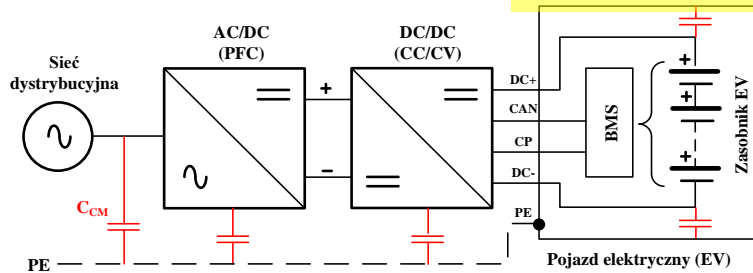 AC/DC
(PFC)
DC/DC
(CC/CV)
Sieć
dystrybucyjna
+
−
C_CM
PE
DC+
CAN
CP
DC-
PE
BMS
+
+
+
Zasobnik EV
Pojazd elektryczny (EV)